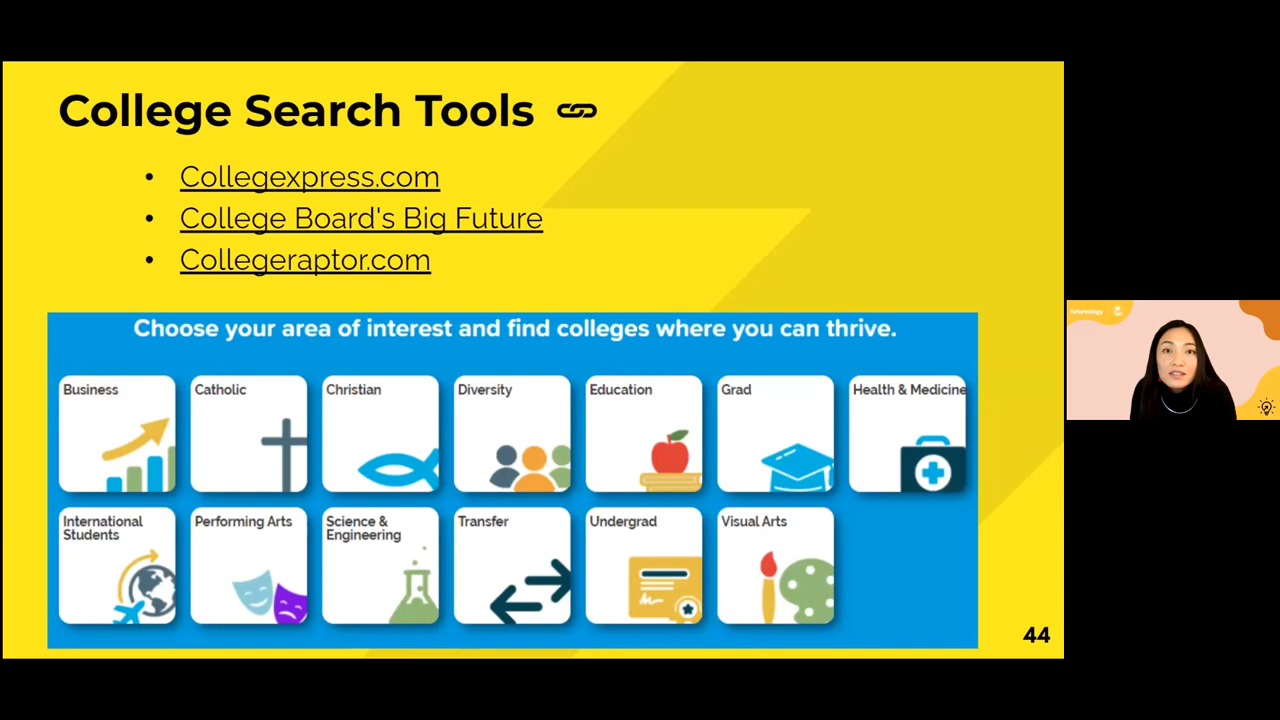 College Search Tools
• Collegexpress.com
• College Board's Big Future
• Collegeraptor.com
Choose your area of interest and find colleges where you can thrive.
Business
Catholic
Christian
Diversity
Education
Grad
Health & Medicine
International
Students
Performing Arts
Science &
Engineering
Transfer
Undergrad
Visual Arts
44
futureology